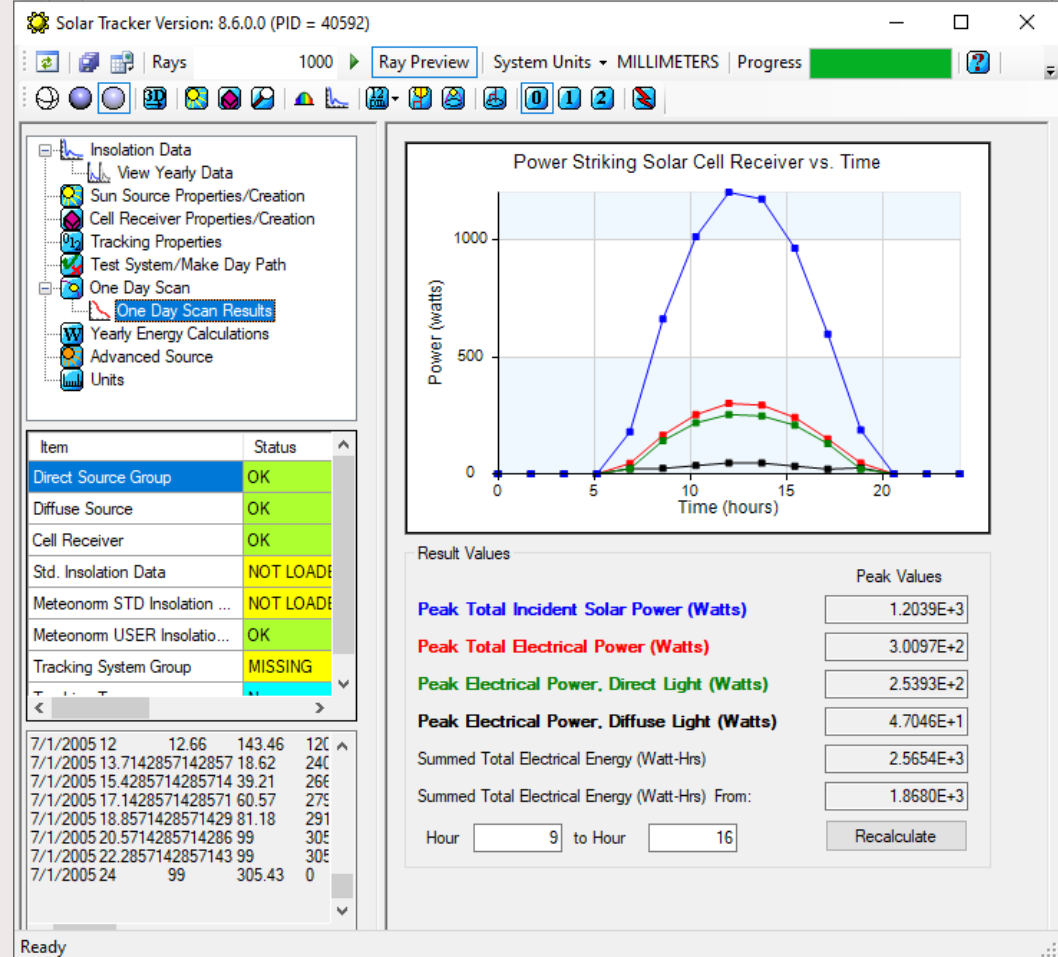 Solar Tracker Version: 8.6.0.0 (PID = 40592)
Rays 1000 Ray Preview System Units MILLIMETERS Progress
3D 0 1 2
Insolation Data
View Yearly Data
Sun Source Properties/Creation
Cell Receiver Properties/Creation
Tracking Properties
Test System/Make Day Path
One Day Scan
One Day Scan Results
Yearly Energy Calculations
Advanced Source
Units
Item Status
Direct Source Group OK
Diffuse Source OK
Cell Receiver OK
Std. Insolation Data NOT LOADE
Meteonorm STD Insolation ... NOT LOADE
Meteonorm USER Insolatio... OK
Tracking System Group MISSING
7/1/2005 12 12.66 143.46 120
7/1/2005 13.7142857142857 18.62 240
7/1/2005 15.4285714285714 39.21 266
7/1/2005 17.1428571428571 60.57 279
7/1/2005 18.8571428571429 81.18 291
7/1/2005 20.5714285714286 99 305
7/1/2005 22.2857142857143 99 305
7/1/2005 24 99 305.43 0
Power Striking Solar Cell Receiver vs. Time
Power (watts)
1000
500
0
0 5 10 15 20
Time (hours)
Result Values
Peak Values
Peak Total Incident Solar Power (Watts) 1.2039E+3
Peak Total Electrical Power (Watts) 3.0097E+2
Peak Electrical Power, Direct Light (Watts) 2.5393E+2
Peak Electrical Power, Diffuse Light (Watts) 4.7046E+1
Summed Total Electrical Energy (Watt-Hrs) 2.5654E+3
Summed Total Electrical Energy (Watt-Hrs) From: 1.8680E+3
Hour 9 to Hour 16 Recalculate
Ready